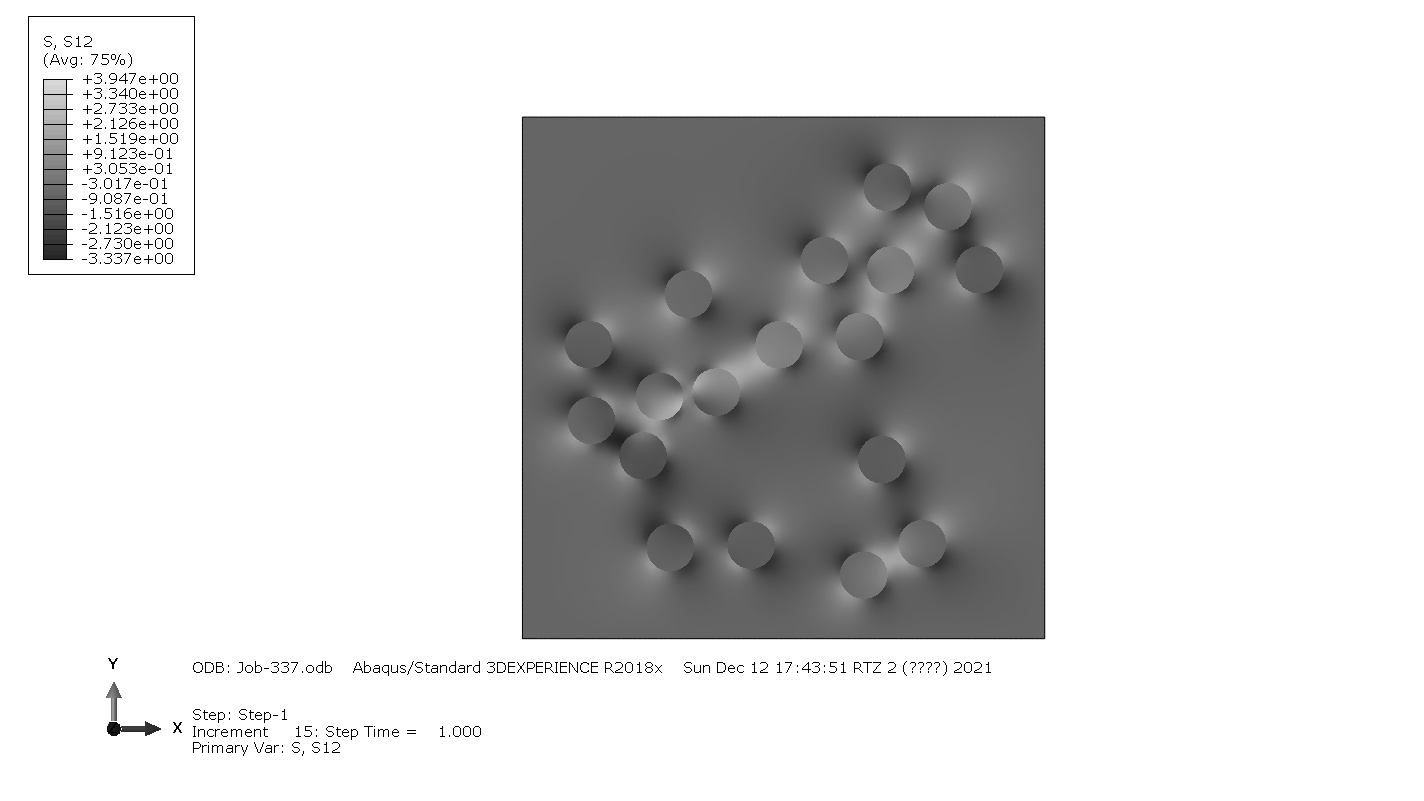 S, S12
(Avg: 75%)
+3.947e+00
+3.340e+00
+2.733e+00
+2.126e+00
+1.519e+00
+9.123e-01
+3.053e-01
-3.017e-01
-9.087e-01
-1.516e+00
-2.123e+00
-2.730e+00
-3.337e+00
Y
X
ODB: Job-337.odb Abaqus/Standard 3DEXPERIENCE R2018x Sun Dec 12 17:43:51 RTZ 2 (????) 2021
Step: Step-1
Increment 15: Step Time = 1.000
Primary Var: S, S12